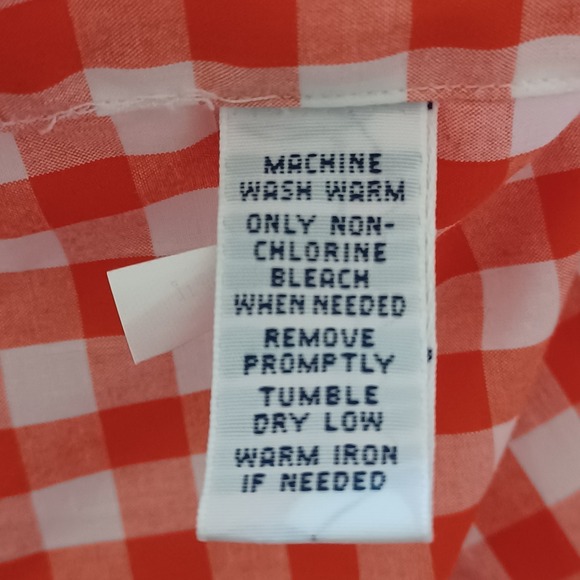 MACHINE
WASH WARM
ONLY NON-
CHLORINE
BLEACH
WHEN NEEDED
REMOVE
PROMPTLY
TUMBLE
DRY LOW
WARM IRON
IF NEEDED